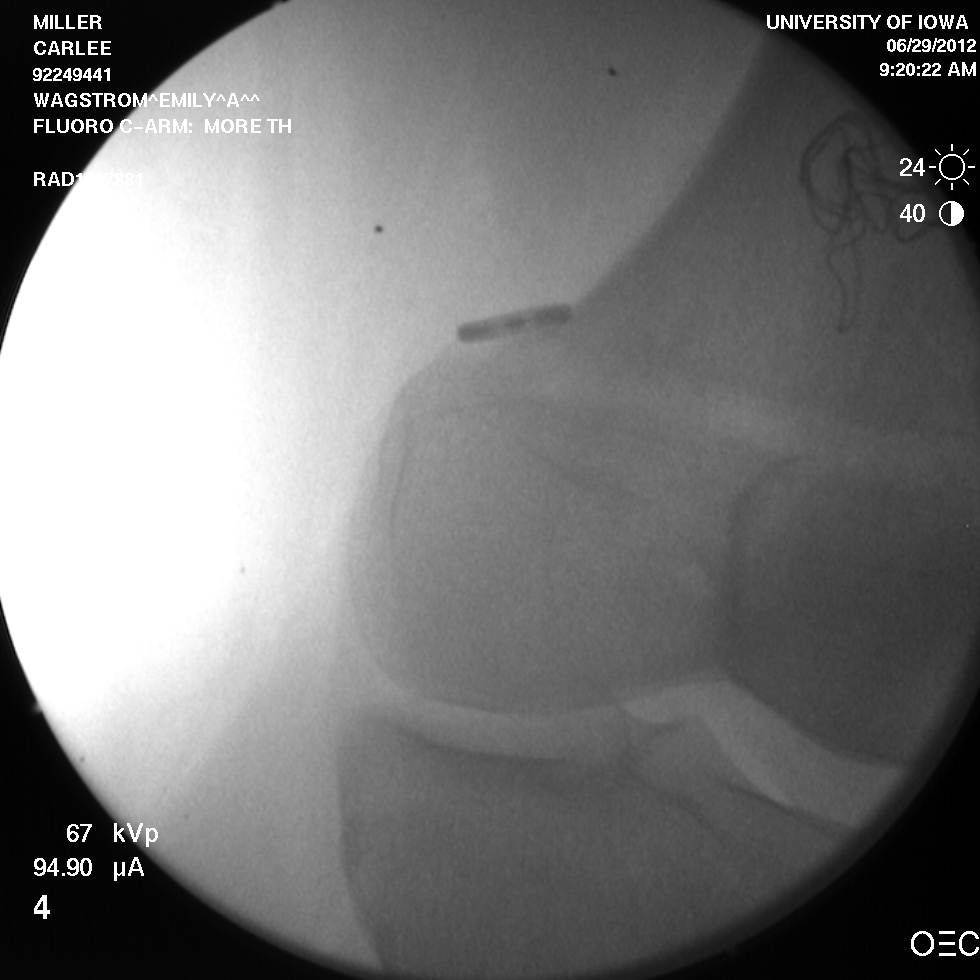 MILLER
CARLEE
92249441
WAGSTROM^EMILY^A^^
FLUORO C-ARM: MORE TH
UNIVERSITY OF IOWA
06/29/2012
9:20:22 AM
24
40
67 kVp
94.90 µA
4
OEC